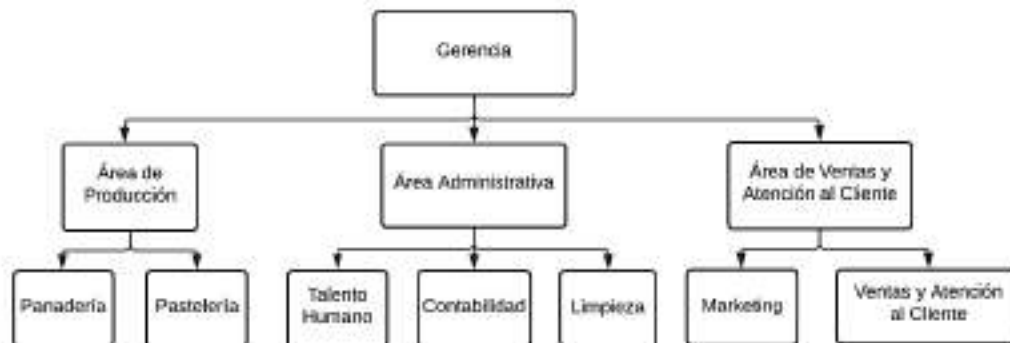 Gerencia
Área de
Producción
Área Administrativa
Área de Ventas y
Atención al Cliente
Panadería
Pastelería
Talento
Humano
Contabilidad
Limpieza
Marketing
Ventas y Atención
al Cliente